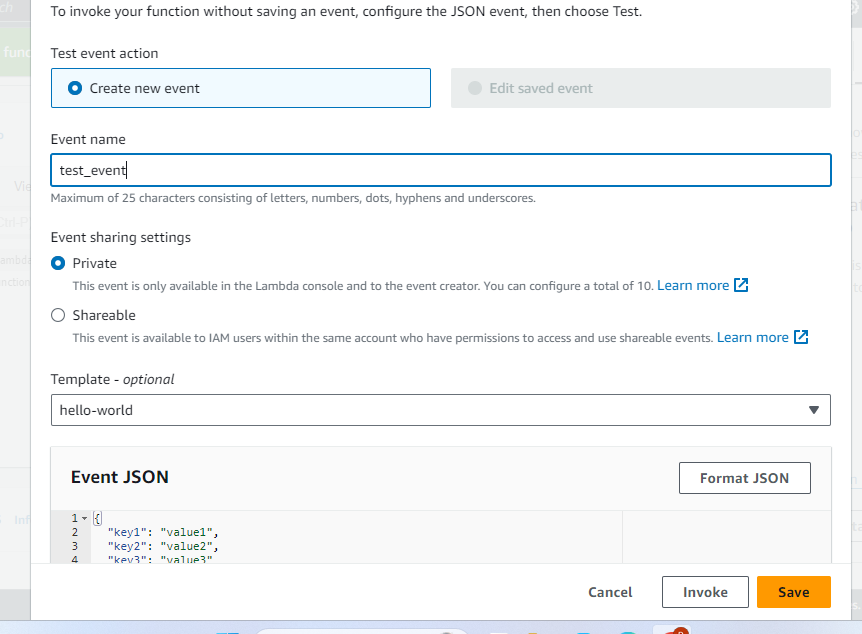 To invoke your function without saving an event, configure the JSON event, then choose Test.
Test event action
Create new event
Edit saved event
Event name
test_event
Maximum of 25 characters consisting of letters, numbers, dots, hyphens and underscores.
Event sharing settings
Private
This event is only available in the Lambda console and to the event creator. You can configure a total of 10. Learn more
Shareable
This event is available to IAM users within the same account who have permissions to access and use shareable events. Learn more
Template - optional
hello-world
Event JSON
Format JSON
1 {
2 "key1": "value1",
3 "key2": "value2",
4 "key3": "value3"
Cancel
Invoke
Save